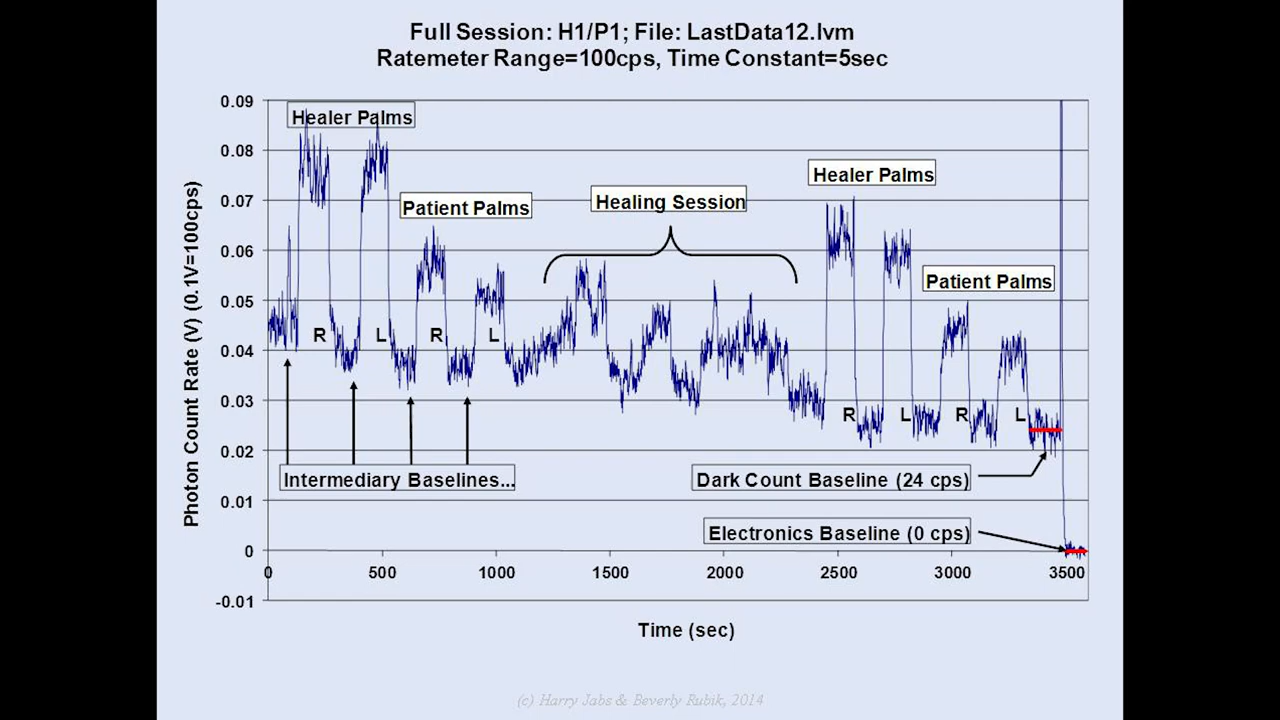 Full Session: H1/P1; File: LastData12.lvm
Ratemeter Range=100cps, Time Constant=5sec
Photon Count Rate (V) (0.1V=100cps)
0.09
0.08
0.07
0.06
0.05
0.04
0.03
0.02
0.01
0
-0.01
Healer Palms
Patient Palms
Healing Session
Healer Palms
Patient Palms
R
L
R
L
R
L
R
L
Intermediary Baselines...
Dark Count Baseline (24 cps)
Electronics Baseline (0 cps)
0
500
1000
1500
2000
2500
3000
3500
Time (sec)
(c) Harry Jabs & Beverly Rubik, 2014